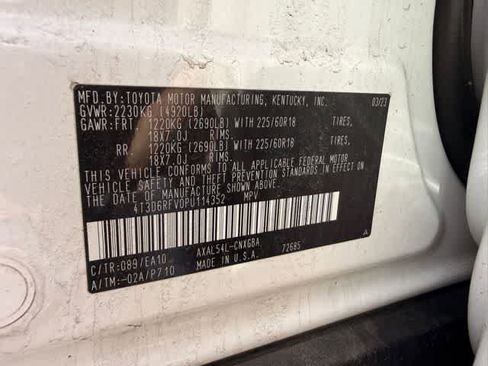 MFD.BY:TOYOTA MOTOR MANUFACTURING, KENTUCKY, INC. 03/23
GVWR:2230KG (4920LB)
GAWR:FRT. 1220KG (2690LB) WITH 225/60R18 TIRES,
18X7.0J RIMS.
RR. 1220KG (2690LB) WITH 225/60R18 TIRES,
18X7.0J RIMS.
THIS VEHICLE CONFORMS TO ALL APPLICABLE FEDERAL MOTOR
VEHICLE SAFETY AND THEFT PREVENTION STANDARDS IN EFFECT ON
THE DATE OF MANUFACTURE SHOWN ABOVE.
4T3D6RFV0PU114352 MPV
C/TR:089/EA10 AXAL54L-CNXGBA 72685
A/TM:-02A/P710 MADE IN U.S.A.